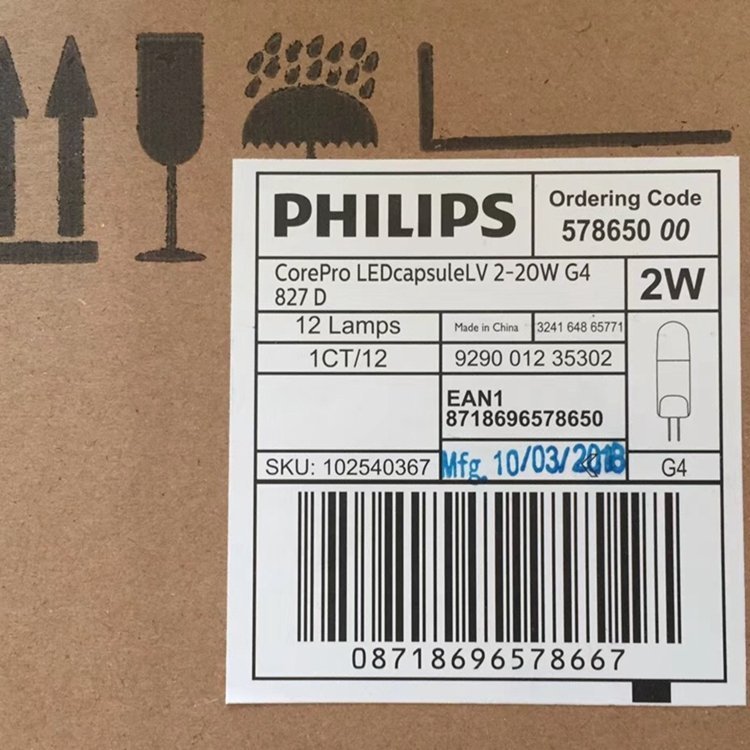 PHILIPS
Ordering Code
578650 00
CorePro LEDcapsuleLV 2-20W G4
827 D
2W
12 Lamps
Made in China
3241 648 65771
1CT/12
9290 012 35302
EAN1
8718696578650
SKU: 102540367
Mfg. 10/03/2018
G4
08718696578667